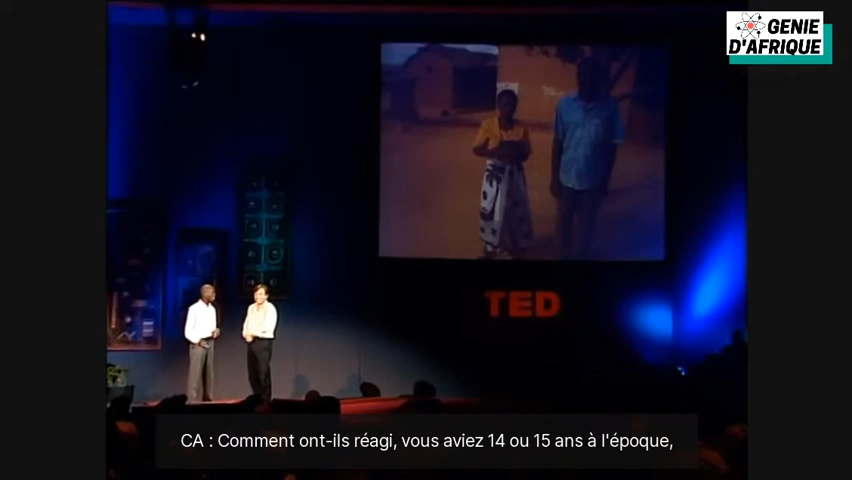 GENIE
D'AFRIQUE
TED
CA : Comment ont-ils réagi, vous aviez 14 ou 15 ans à l'époque,